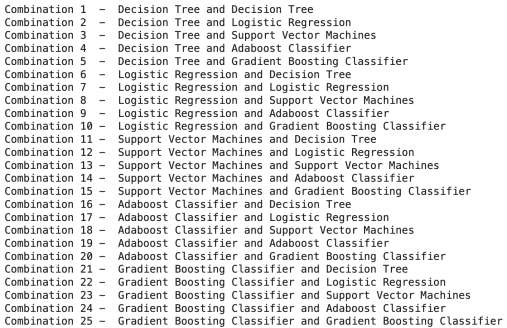 Combination 1  –  Decision Tree and Decision Tree
Combination 2  –  Decision Tree and Logistic Regression
Combination 3  –  Decision Tree and Support Vector Machines
Combination 4  –  Decision Tree and Adaboost Classifier
Combination 5  –  Decision Tree and Gradient Boosting Classifier
Combination 6  –  Logistic Regression and Decision Tree
Combination 7  –  Logistic Regression and Logistic Regression
Combination 8  –  Logistic Regression and Support Vector Machines
Combination 9  –  Logistic Regression and Adaboost Classifier
Combination 10 –  Logistic Regression and Gradient Boosting Classifier
Combination 11 –  Support Vector Machines and Decision Tree
Combination 12 –  Support Vector Machines and Logistic Regression
Combination 13 –  Support Vector Machines and Support Vector Machines
Combination 14 –  Support Vector Machines and Adaboost Classifier
Combination 15 –  Support Vector Machines and Gradient Boosting Classifier
Combination 16 –  Adaboost Classifier and Decision Tree
Combination 17 –  Adaboost Classifier and Logistic Regression
Combination 18 –  Adaboost Classifier and Support Vector Machines
Combination 19 –  Adaboost Classifier and Adaboost Classifier
Combination 20 –  Adaboost Classifier and Gradient Boosting Classifier
Combination 21 –  Gradient Boosting Classifier and Decision Tree
Combination 22 –  Gradient Boosting Classifier and Logistic Regression
Combination 23 –  Gradient Boosting Classifier and Support Vector Machines
Combination 24 –  Gradient Boosting Classifier and Adaboost Classifier
Combination 25 –  Gradient Boosting Classifier and Gradient Boosting Classifier